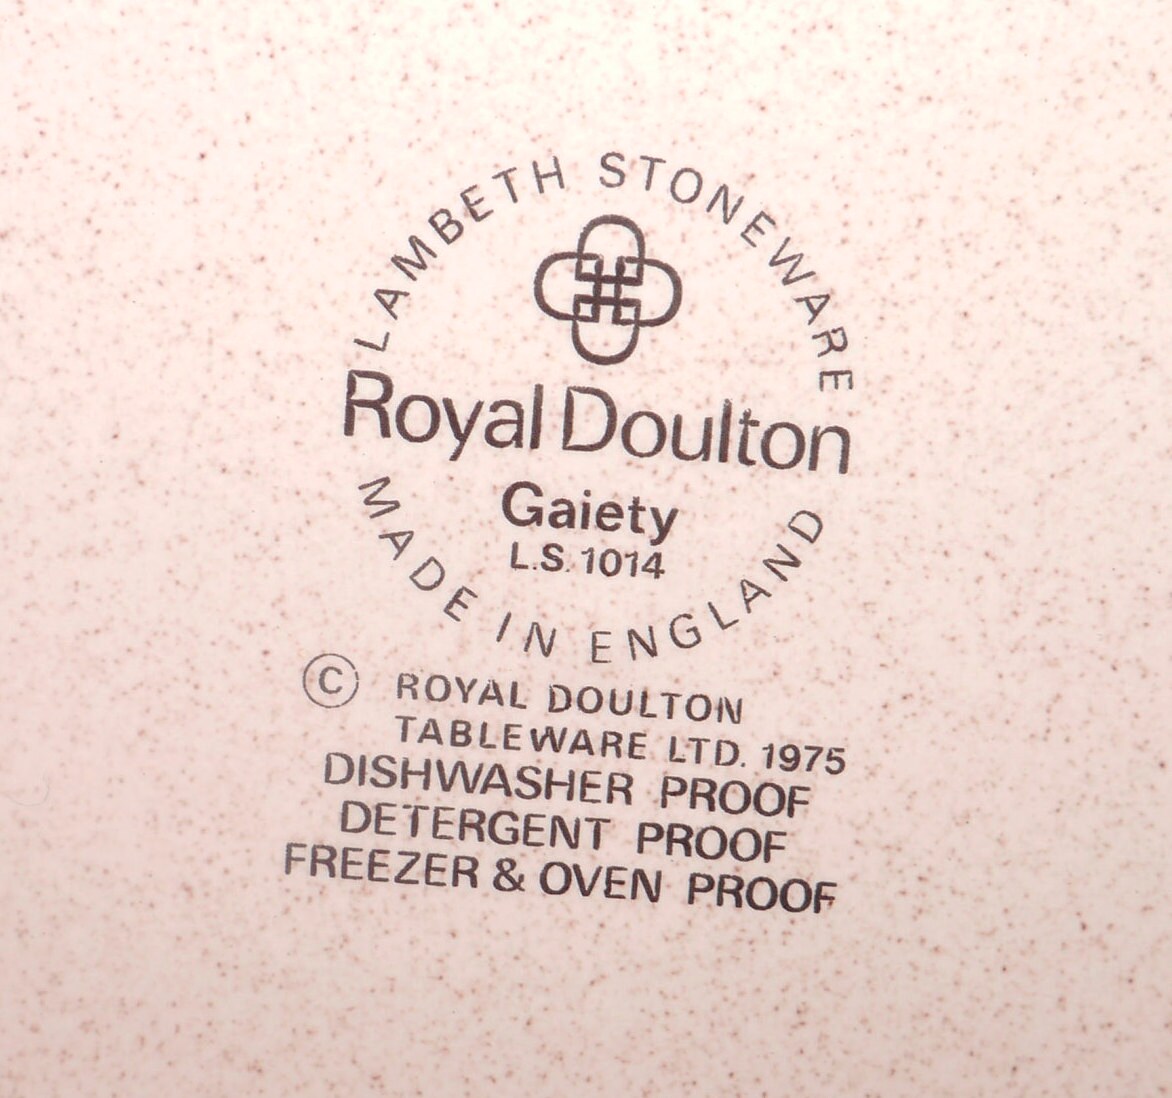 LAMBETH STONEWARE
Royal Doulton
Gaiety
L.S. 1014
MADE IN ENGLAND
© ROYAL DOULTON
TABLEWARE LTD. 1975
DISHWASHER PROOF
DETERGENT PROOF
FREEZER & OVEN PROOF